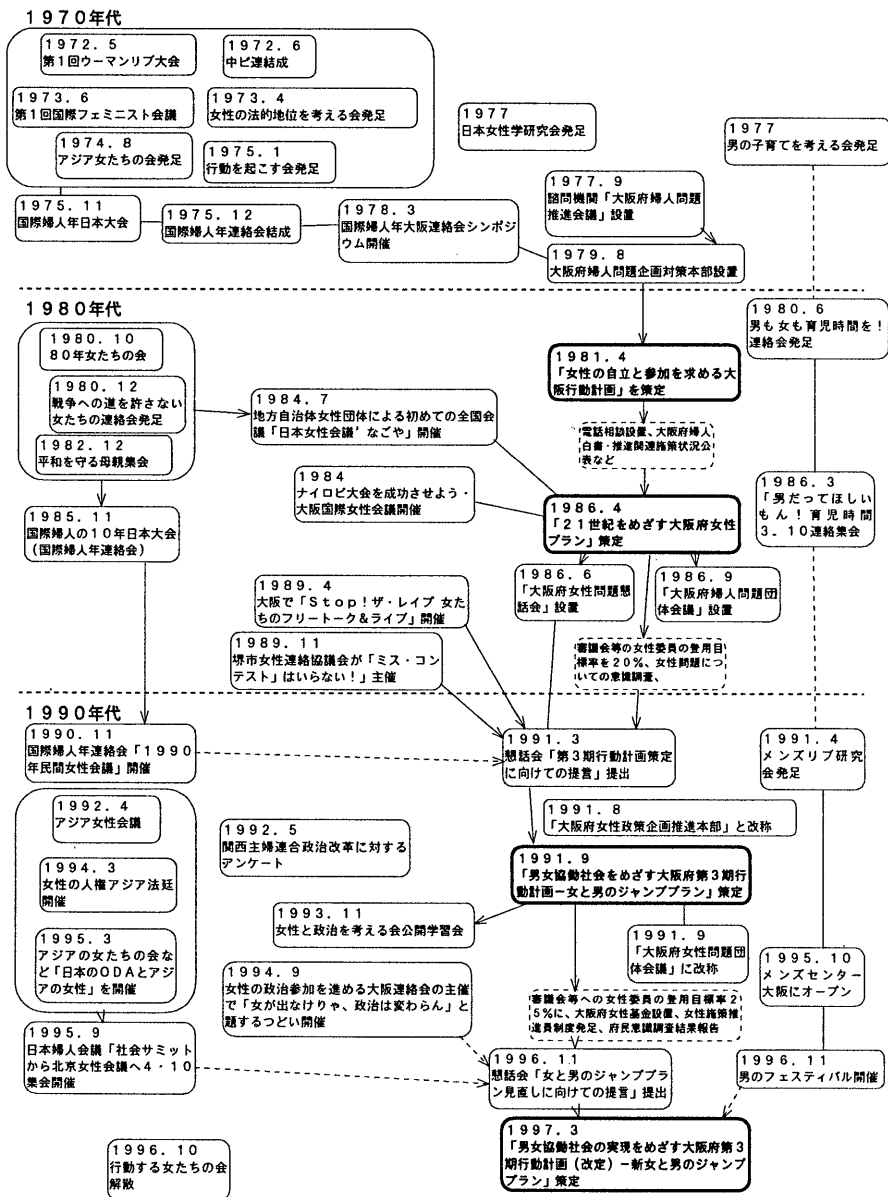 1970年代
1972.5
第1回ウーマンリブ大会
1972.6
中ピ連結成
1973.6
第1回国際フェミニスト会議
1973.4
女性の法的地位を考える会発足
1974.8
アジア女たちの会発足
1975.1
行動を起こす会発足
1977
日本女性学研究会発足
1977
男の子育てを考える会発足
1975.11
国際婦人年日本大会
1975.12
国際婦人年連絡会結成
1978.3
国際婦人年大阪連絡会シンポジ
ウム開催
1977.9
諮問機関「大阪府婦人問題
推進会議」設置
1979.8
大阪府婦人問題企画対策本部設置
1980年代
1980.10
80年女たちの会
1980.12
戦争への道を許さない
女たちの連絡会発足
1982.12
平和を守る母親集会
1984.7
地方自治体女性団体による初めての全国会
議「日本女性会議’なごや」開催
1981.4
「女性の自立と参加を求める大
阪行動計画」を策定
1980.6
男も女も育児時間を!
連絡会発足
電話相談設置、大阪府婦人
白書・推進関連施策状況公
表など
1984
ナイロビ大会を成功させよう・
大阪国際女性会議開催
1986.4
「21世紀をめざす大阪府女性
プラン」策定
1986.3
「男だってほしい
もん!育児時間
3.10連絡集会
1985.11
国際婦人の10年日本大会
(国際婦人年連絡会)
1986.6
「大阪府女性問題懇
話会」設置
1986.9
「大阪府婦人問題団
体会議」設置
1989.4
大阪で「Stop!ザ・レイプ 女た
ちのフリートーク&ライブ」開催
1989.11
堺市女性連絡協議会が「ミス・コン
テスト」はいらない!」主催
審議会等の女性委員の登用目
標率を20%、女性問題につい
ての意識調査、
1990年代
1990.11
国際婦人年連絡会「1990
年民間女性会議」開催
1991.3
懇話会「第3期行動計画策定
に向けての提言」提出
1991.4
メンズリブ研究
会発足
1992.4
アジア女性会議
1991.8
「大阪府女性政策企画推進本部」と改称
1992.5
関西主婦連合政治改革に対する
アンケート
1994.3
女性の人権アジア法廷
開催
1991.9
「男女協働社会をめざす大阪府第3期行
動計画-女と男のジャンププラン」策定
1993.11
女性と政治を考える会公開学習会
1991.9
「大阪府女性問題団
体会議」に改称
1995.3
アジアの女たちの会な
ど「日本のODAとアジ
アの女性」を開催
1994.9
女性の政治参加を進める大阪連絡会の主催
で「女が出なけりゃ、政治は変わらん」と
題するつどい開催
1995.10
メンズセンター
大阪にオープン
審議会等への女性委員の登用目標率2
5%に、大阪府女性基金設置、女性施策推
進員制度発足、府民意識調査結果報告
1995.9
日本婦人会議「社会サミット
から北京女性会議へ4・10
集会開催
1996.11
懇話会「女と男のジャンププラ
ン見直しに向けての提言」提出
1996.11
男のフェスティバル開催
1996.10
行動する女たちの会
解散
1997.3
「男女協働社会の実現をめざす大阪府第3
期行動計画(改定)-新女と男のジャンプ
プラン」策定